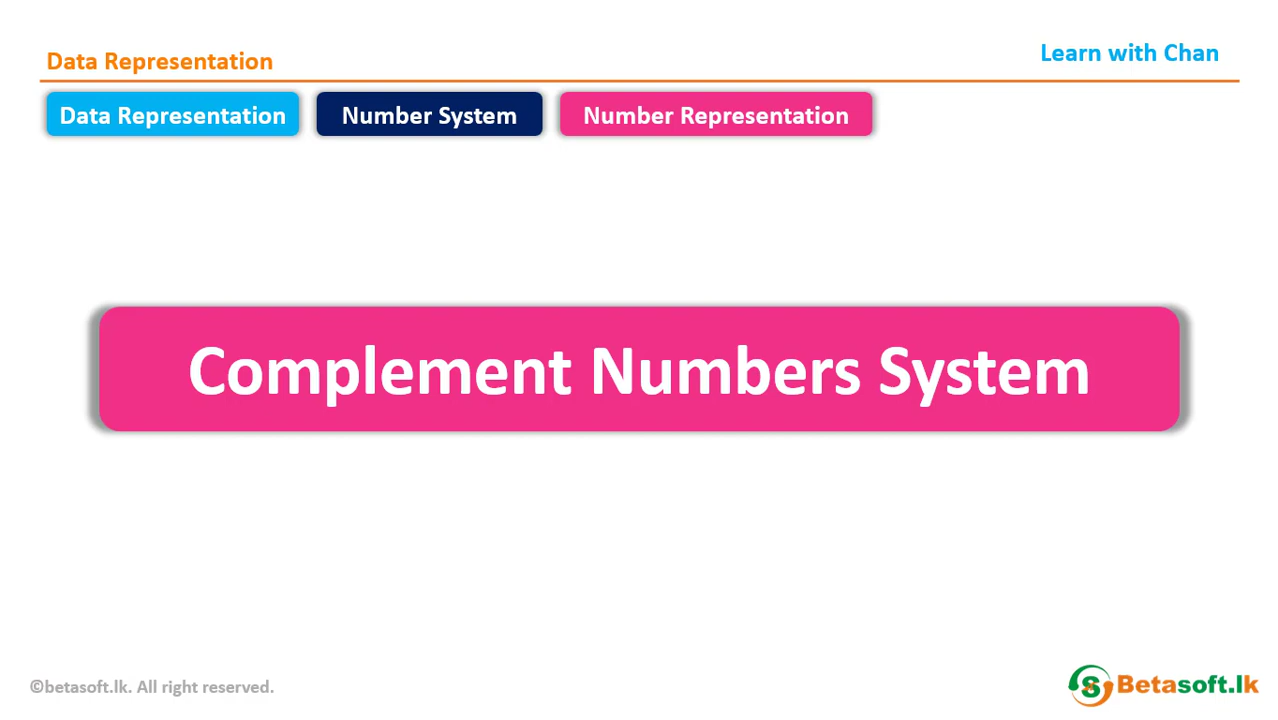 Data Representation
Learn with Chan
Data Representation
Number System
Number Representation
Complement Numbers System
©betasoft.lk. All right reserved.
Betasoft.lk